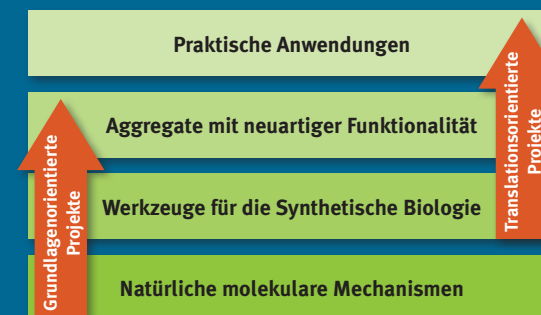 Praktische Anwendungen
Aggregate mit neuartiger Funktionalität
Werkzeuge für die Synthetische Biologie
Natürliche molekulare Mechanismen
Grundlagenorientierte
Projekte
Translationsorientierte
Projekte